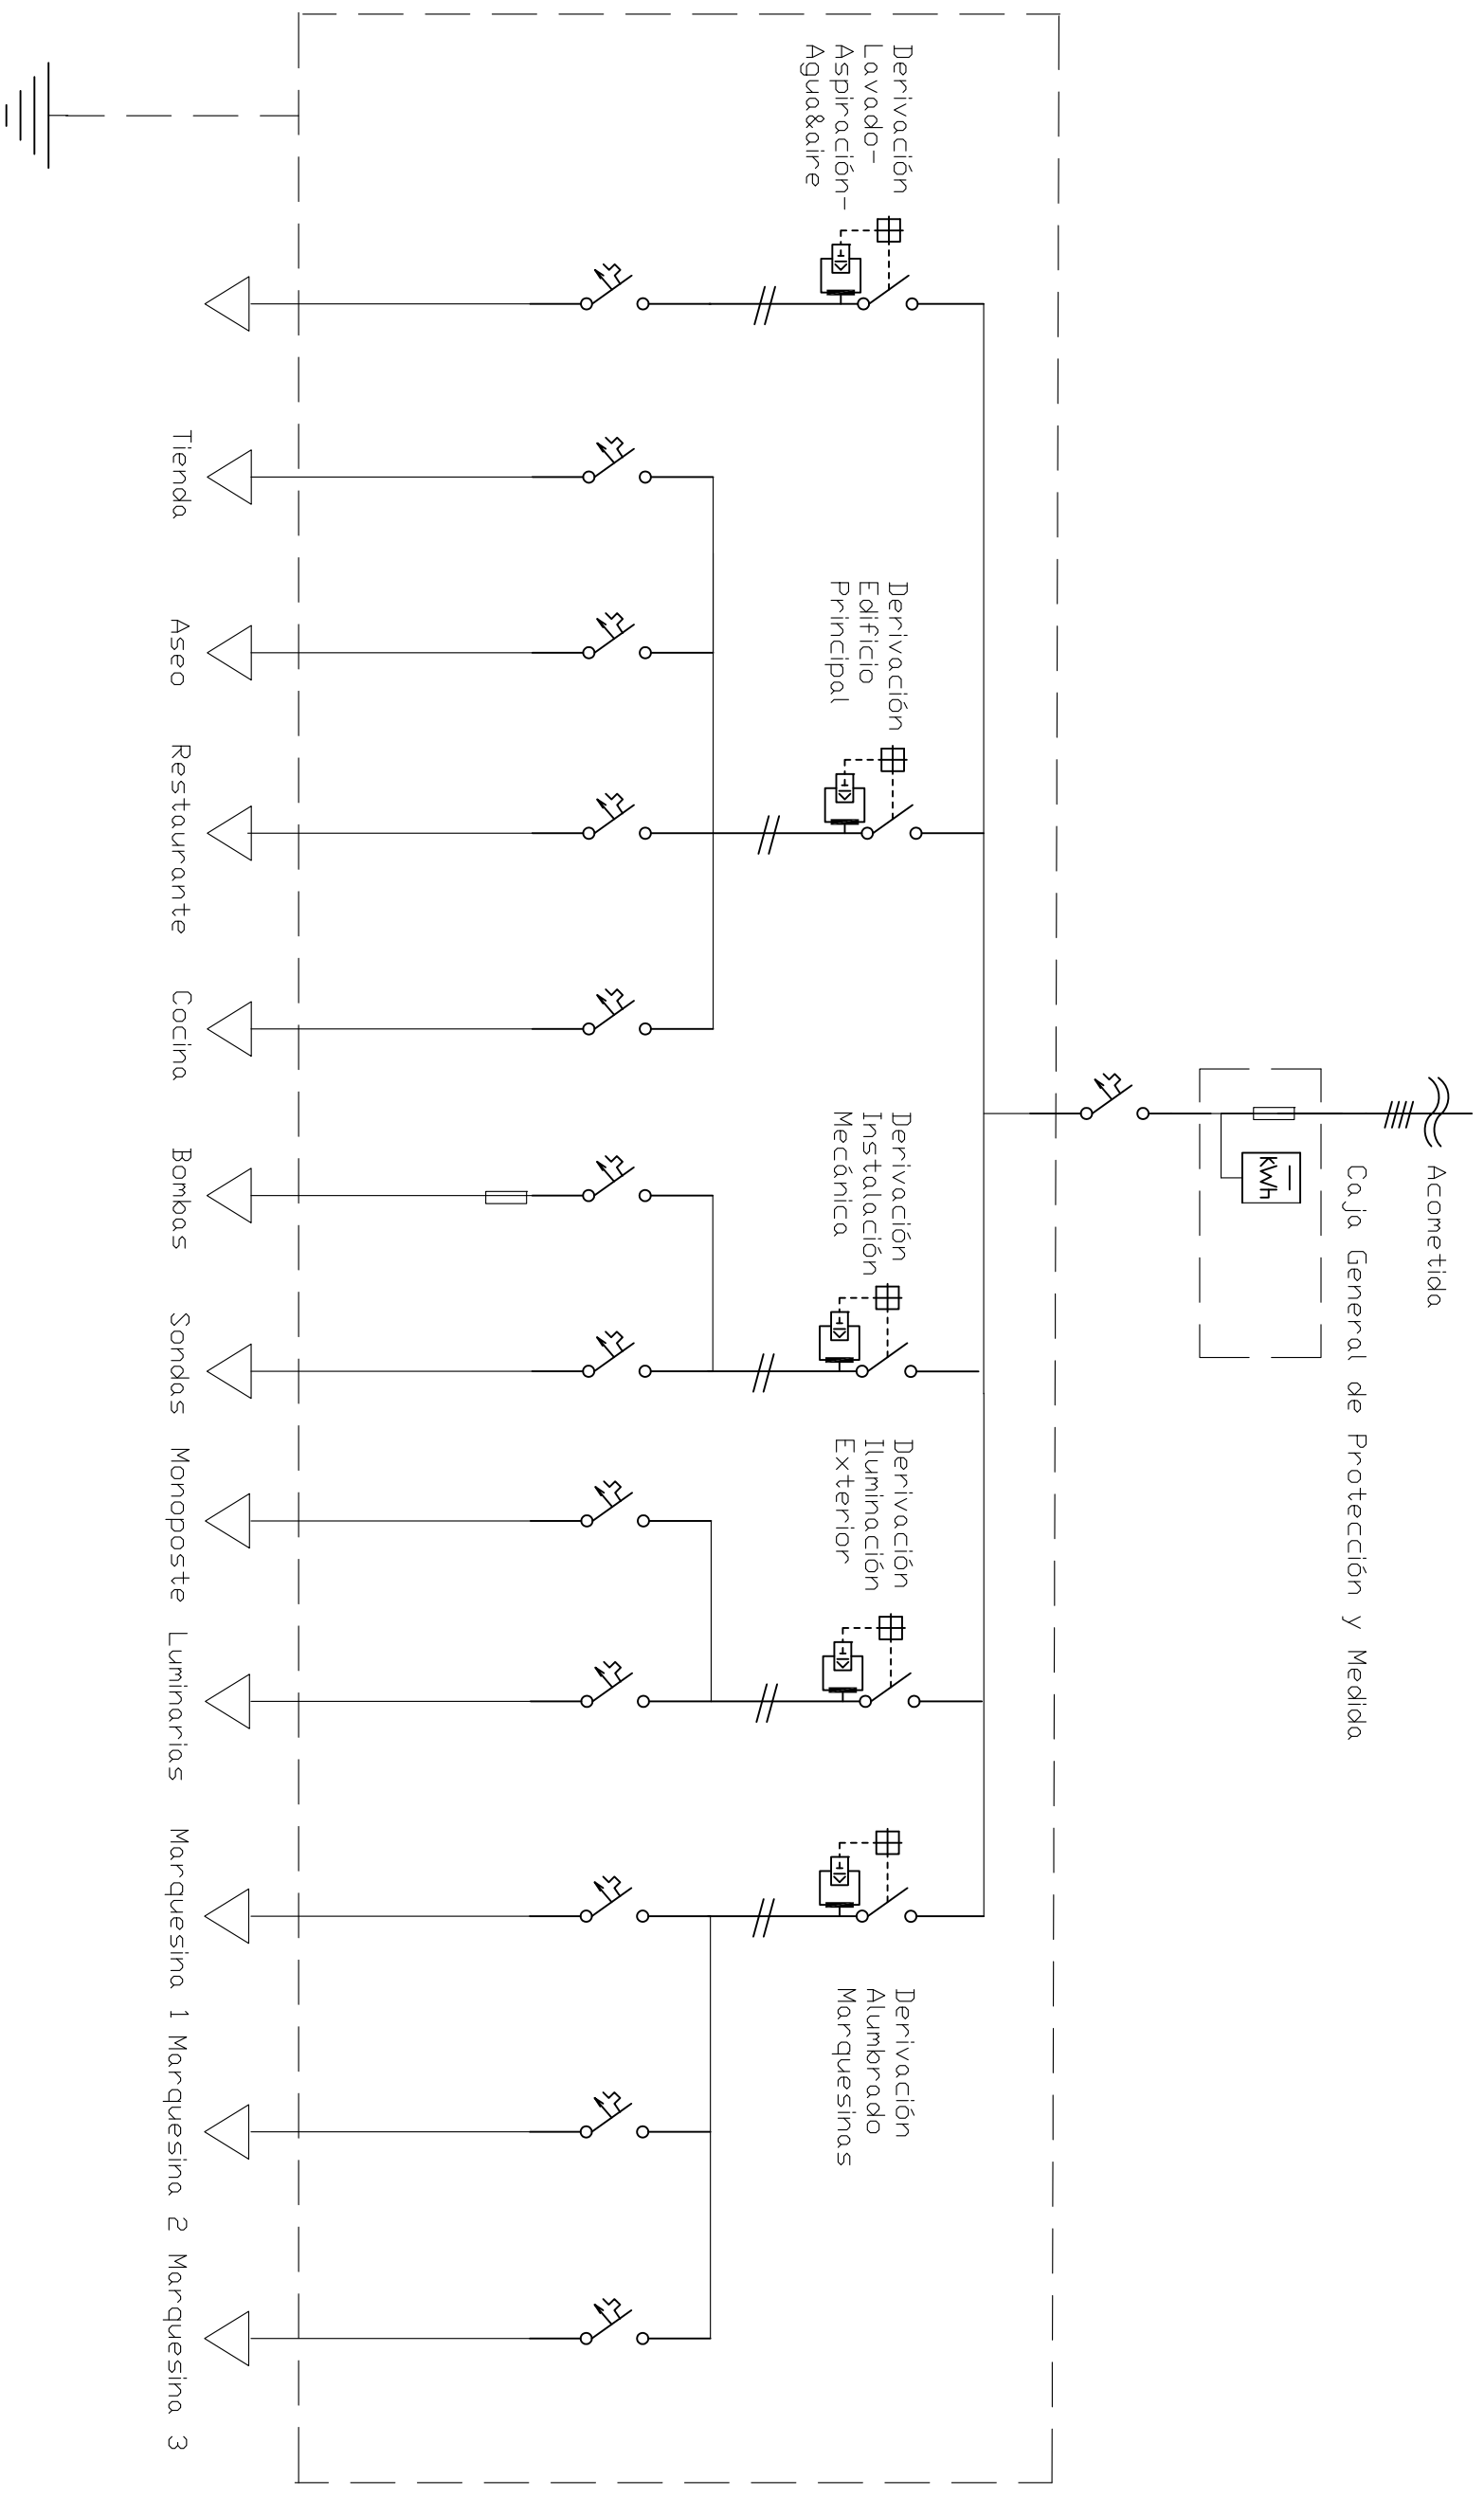 Acometida
Caja General de Protección y Medida
kWh
Derivación
Lavado-
Aspiración-
Agua&aire
Derivación
Edificio
Principal
Derivación
Instalación
Mecánica
Derivación
Iluminación
Exterior
Derivación
Alumbrado
Marquesinas
Tienda
Aseo
Restaurante
Cocina
Bombas
Sondas
Monoposte
Luminarias
Marquesina 1
Marquesina 2
Marquesina 3